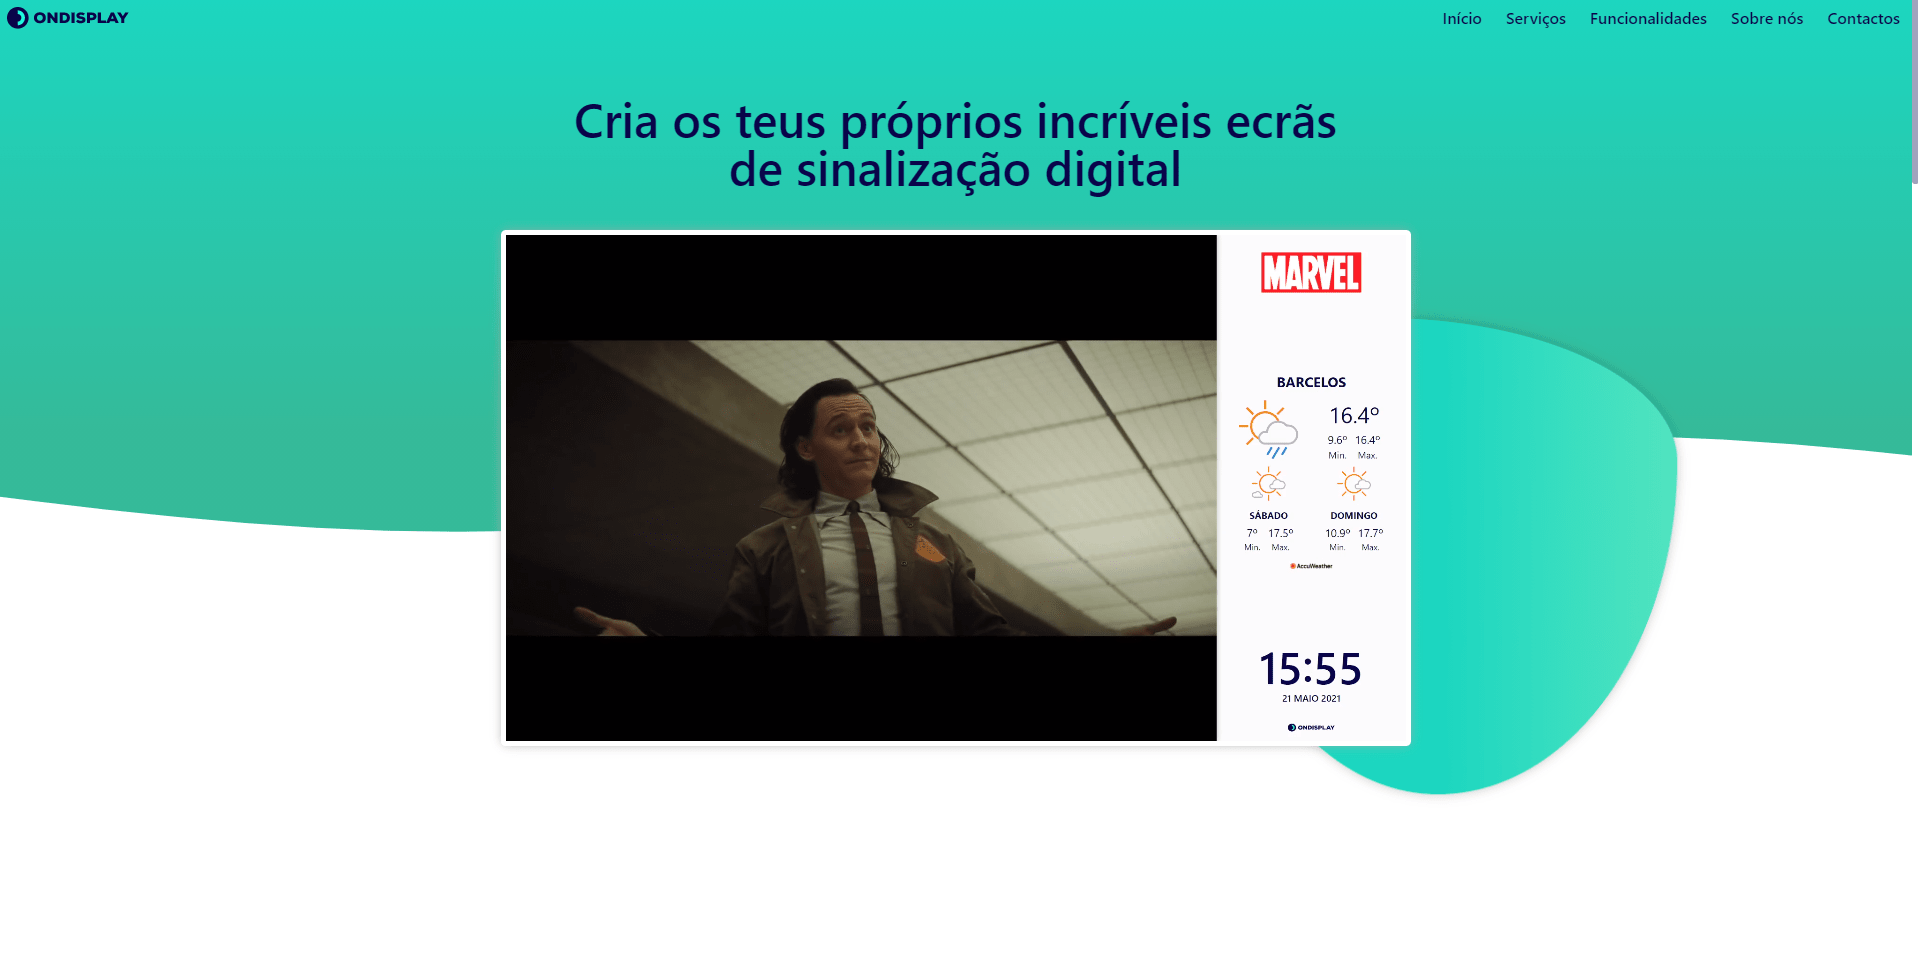 ONDISPLAY
Início Serviços Funcionalidades Sobre nós Contactos
Cria os teus próprios incríveis ecrãs
de sinalização digital
MARVEL
BARCELOS
16.4º
9.6º 16.4º
Min. Max.
SÁBADO DOMINGO
7º 17.5º 10.9º 17.7º
Min. Max. Min. Max.
AccuWeather
15:55
21 MAIO 2021
ONDISPLAY